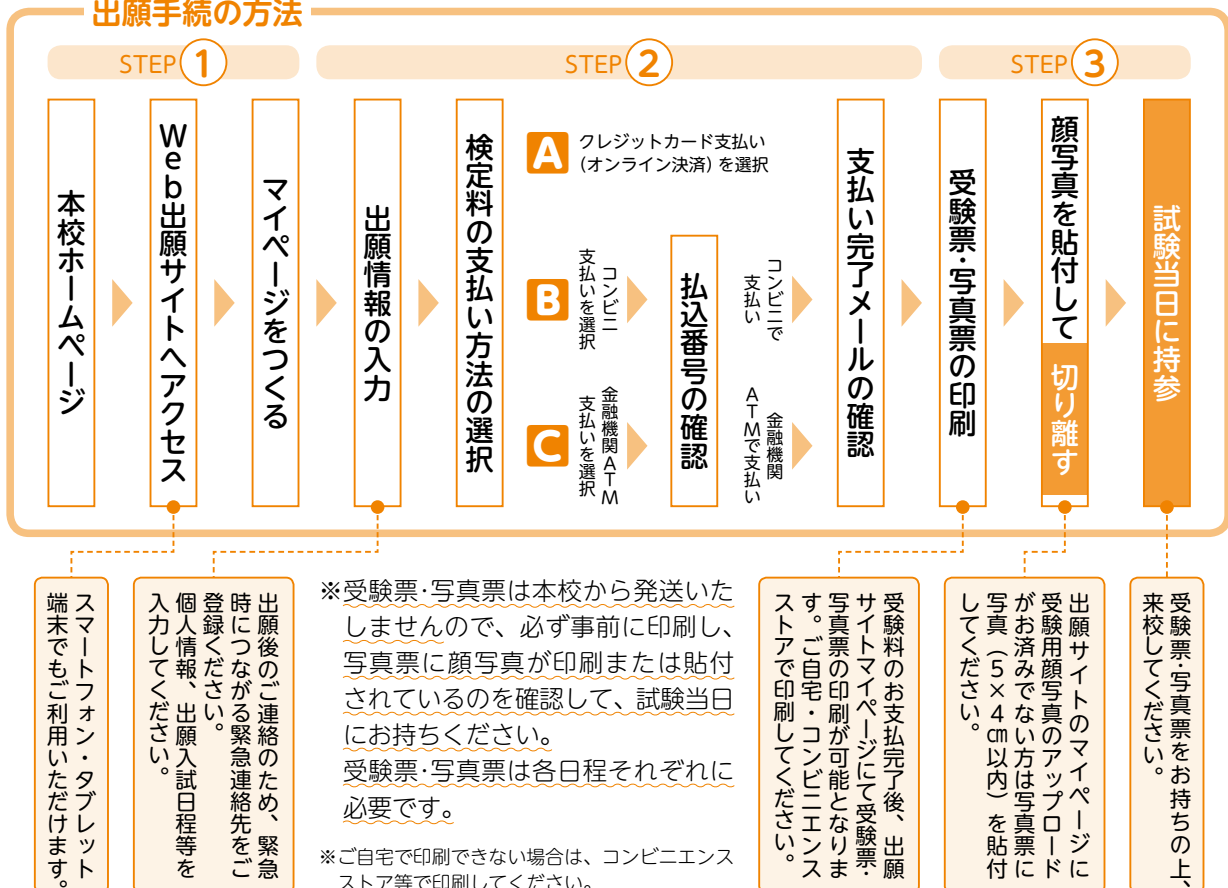 出願手続の方法
STEP 1
STEP 2
STEP 3
本校ホームページ
Web出願サイトへアクセス
マイページをつくる
出願情報の入力
検定料の支払い方法の選択
A
クレジットカード支払い
(オンライン決済)を選択
B
コンビニ
支払いを選択
C
金融機関ATM
支払いを選択
払込番号の確認
コンビニで
支払い
金融機関
ATMで支払い
支払い完了メールの確認
受験票・写真票の印刷
顔写真を貼付して
切り離す
試験当日に持参
スマートフォン・タブレット
端末でもご利用いただけます。
出願後のご連絡のため、緊急
時につながる緊急連絡先をご
登録ください。
個人情報、出願入試日程等を
入力してください。
※受験票・写真票は本校から発送いた
しませんので、必ず事前に印刷し、
写真票に顔写真が印刷または貼付
されているのを確認して、試験当日
にお持ちください。
受験票・写真票は各日程それぞれに
必要です。
※ご自宅で印刷できない場合は、コンビニエンス
ストア等で印刷してください。
受験料のお支払完了後、出願
サイトマイページにて受験票・
写真票の印刷が可能となりま
す。ご自宅・コンビニエンス
ストアで印刷してください。
出願サイトのマイページに
受験用顔写真のアップロード
がお済みでない方は写真票に
写真(5×4㎝以内)を貼付
してください。
受験票・写真票をお持ちの上、
来校してください。